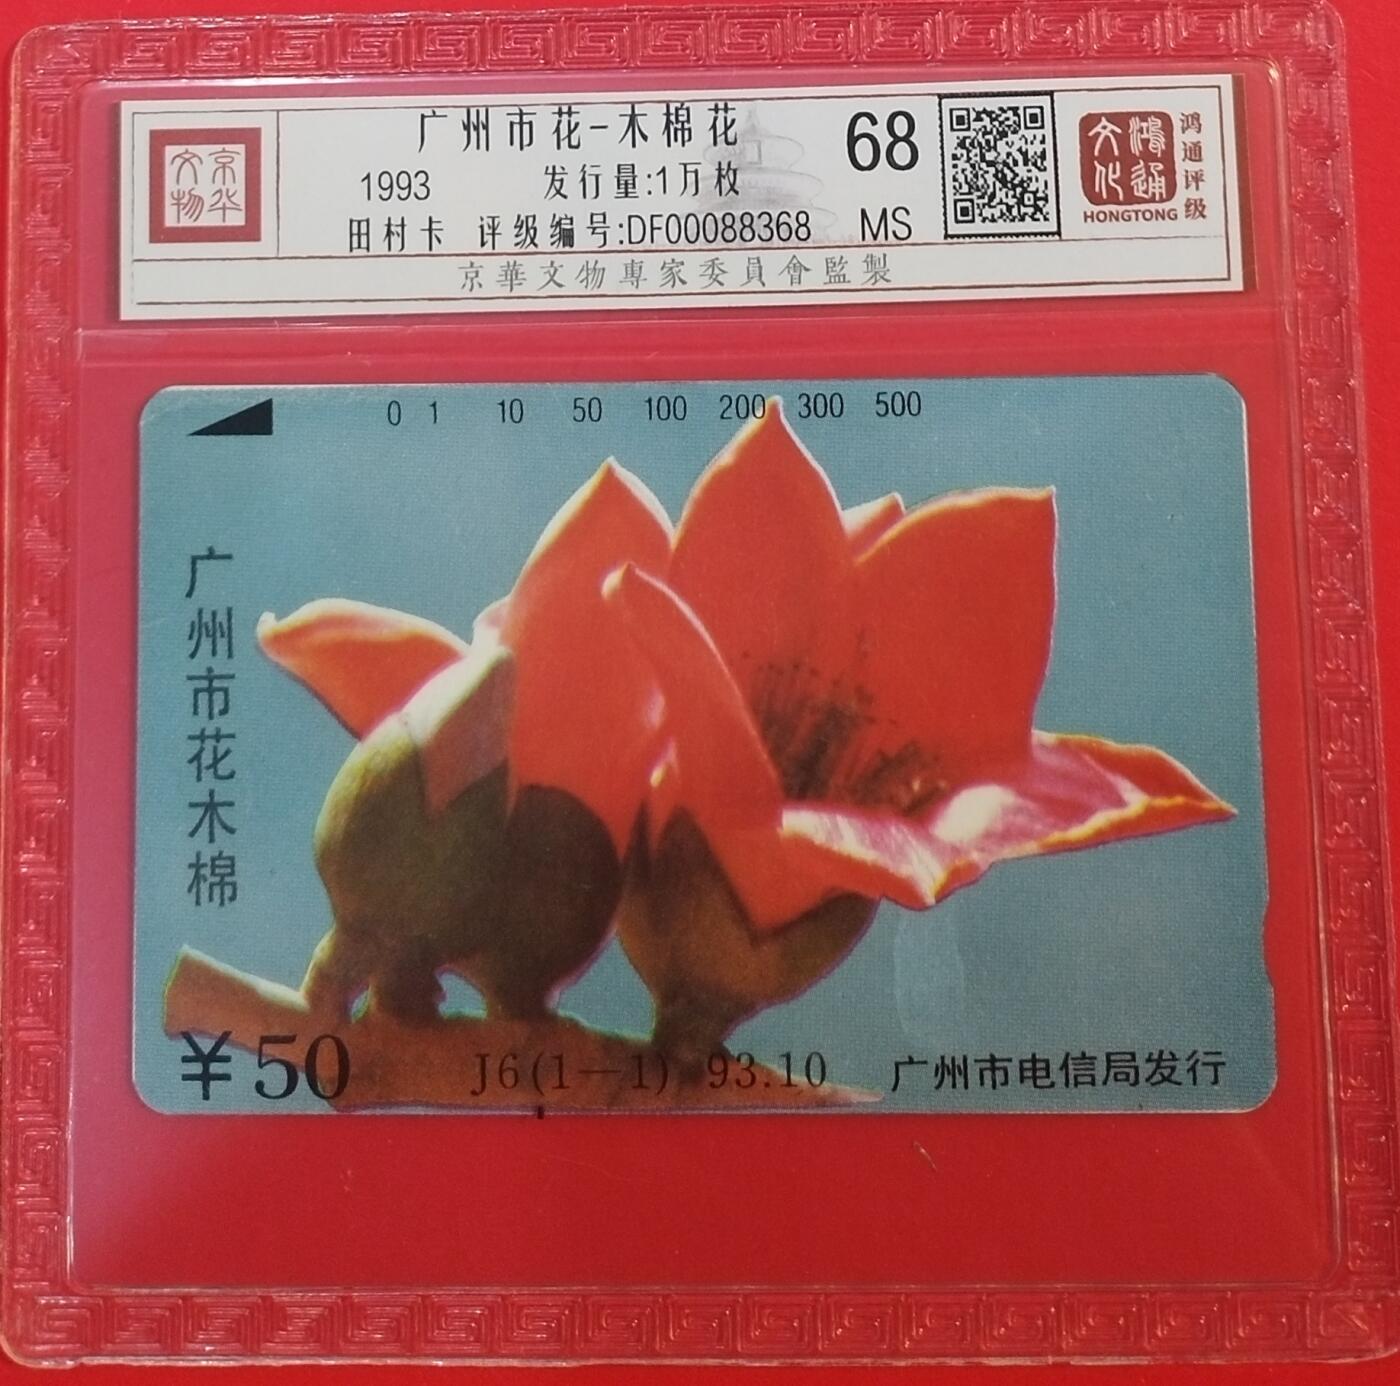 京华
文物
广州市花-木棉花
1993 发行量:1万枚
田村卡 评级编号:DF00088368
68
MS
鸿通
文化
HONGTONG
鸿通评级
京華文物專家委員會監製
0 1 10 50 100 200 300 500
广州市花木棉
¥50 J6(1—1) 93.10 广州市电信局发行